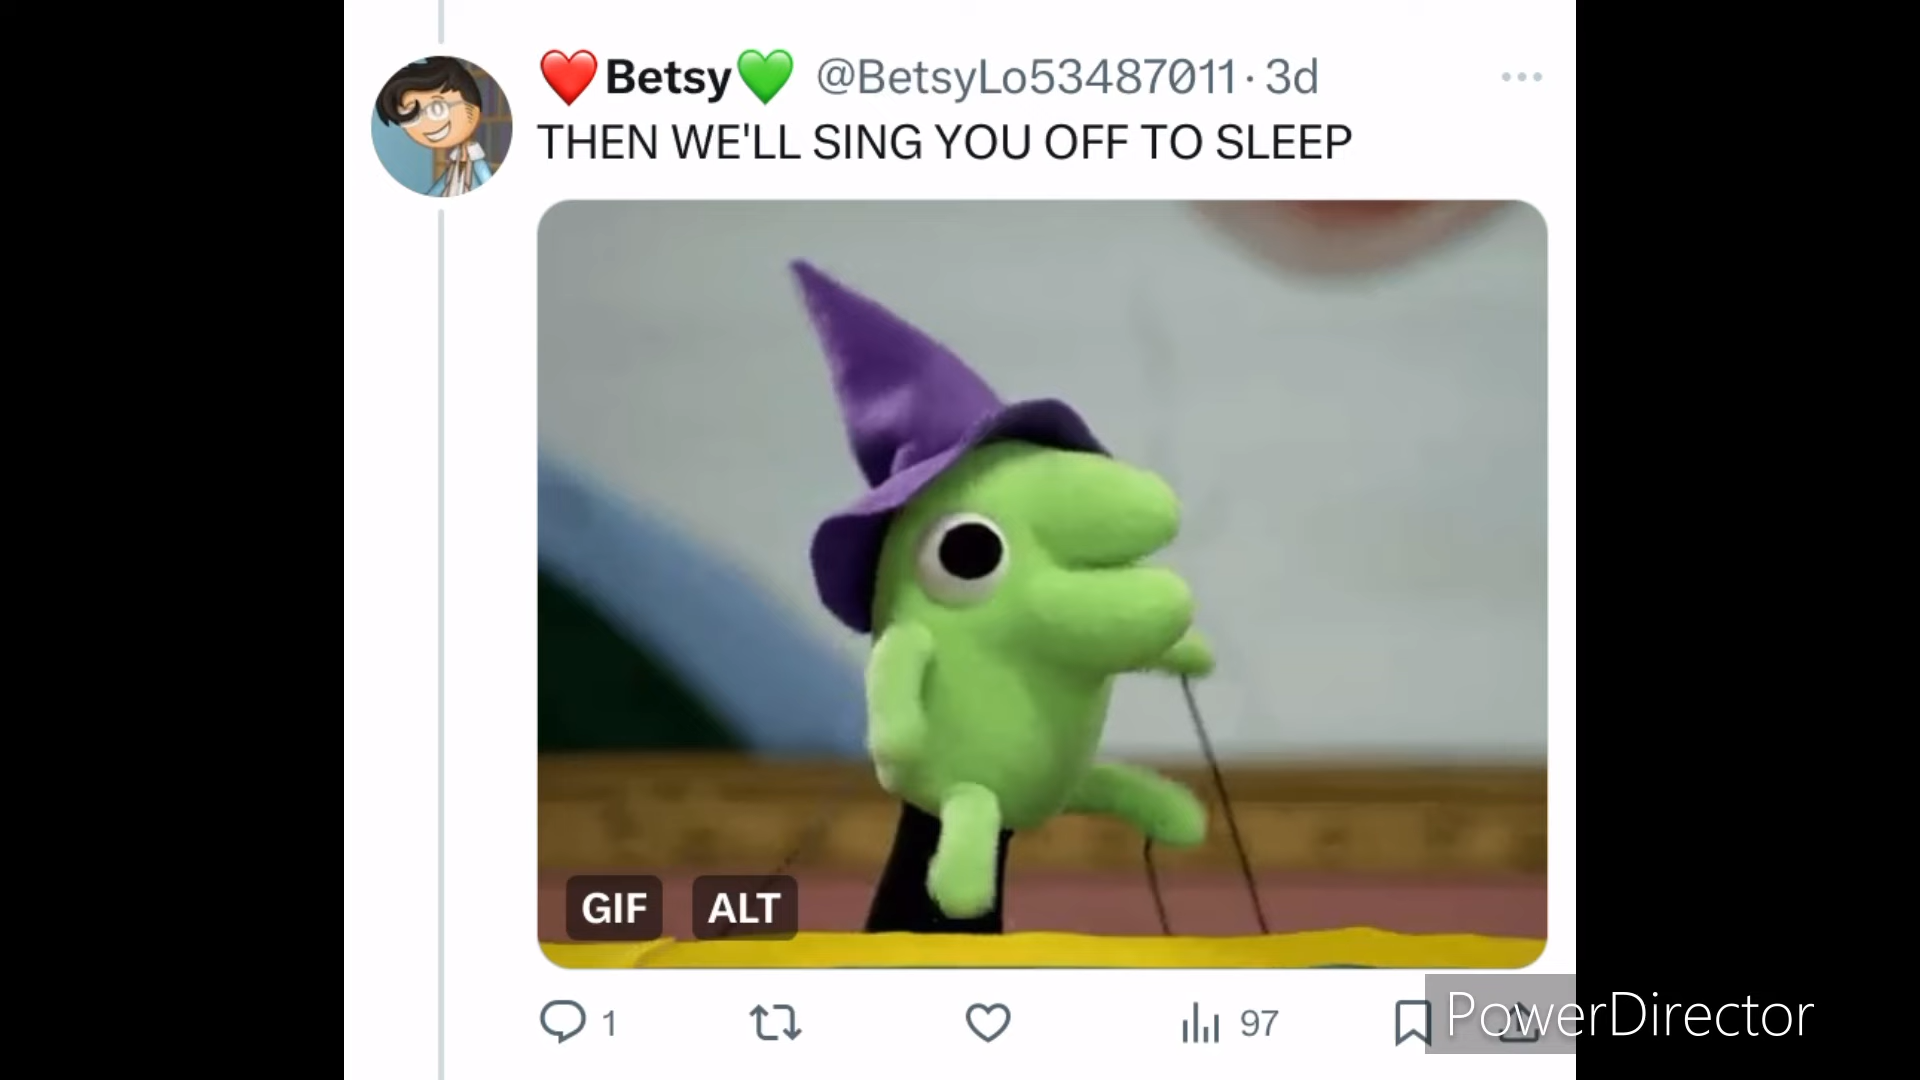 ❤️Betsy💚 @BetsyLo53487011 · 3d
THEN WE'LL SING YOU OFF TO SLEEP
GIF ALT
1 97
PowerDirector